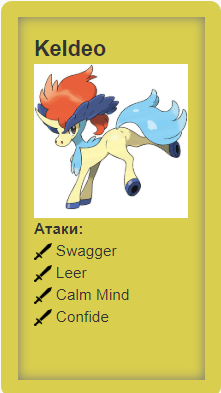 Keldeo
Атаки:
Swagger
Leer
Calm Mind
Confide